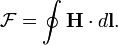 ℱ = ∮ 𝐇 · d𝐥.